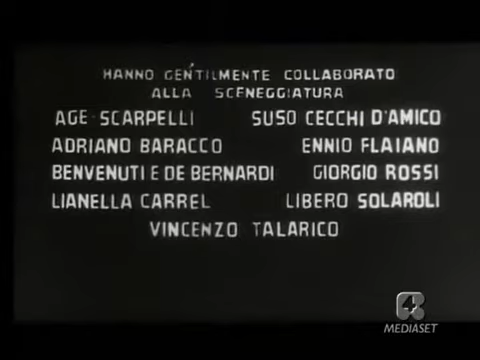 HANNO GENTILMENTE COLLABORATO
ALLA SCENEGGIATURA
AGE-SCARPELLI SUSO CECCHI D'AMICO
ADRIANO BARACCO ENNIO FLAIANO
BENVENUTI E DE BERNARDI GIORGIO ROSSI
LIANELLA CARREL LIBERO SOLAROLI
VINCENZO TALARICO
4
MEDIASET